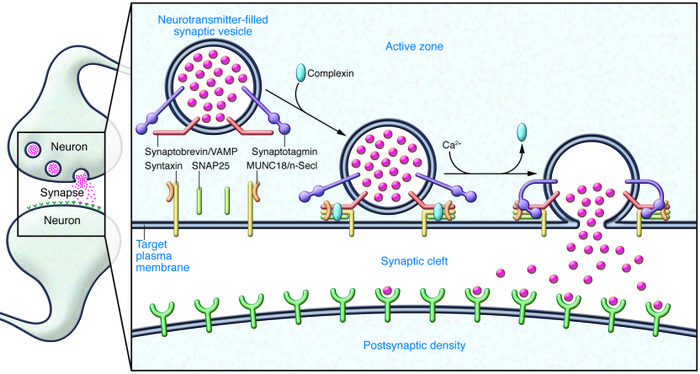 Neurotransmitter-filled
synaptic vesicle
Active zone
Complexin
Neuron
Synapse
Neuron
Synaptobrevin/VAMP
Synaptotagmin
Syntaxin
SNAP25
MUNC18/n-Secl
Ca²⁺
Target
plasma
membrane
Synaptic cleft
Postsynaptic density